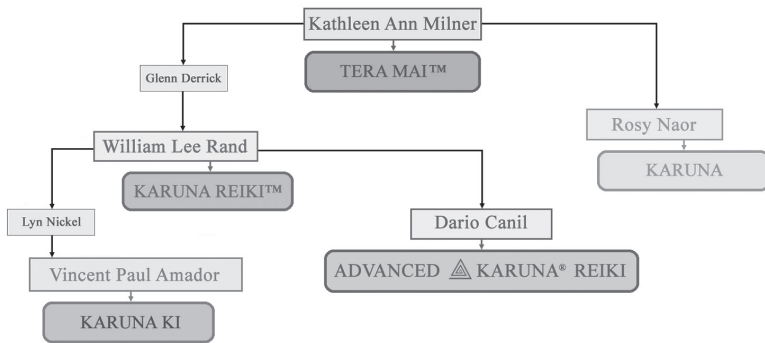 Kathleen Ann Milner
TERA MAI™
Glenn Derrick
Rosy Naor
William Lee Rand
KARUNA
KARUNA REIKI™
Lyn Nickel
Dario Canil
ADVANCED KARUNA® REIKI
Vincent Paul Amador
KARUNA KI